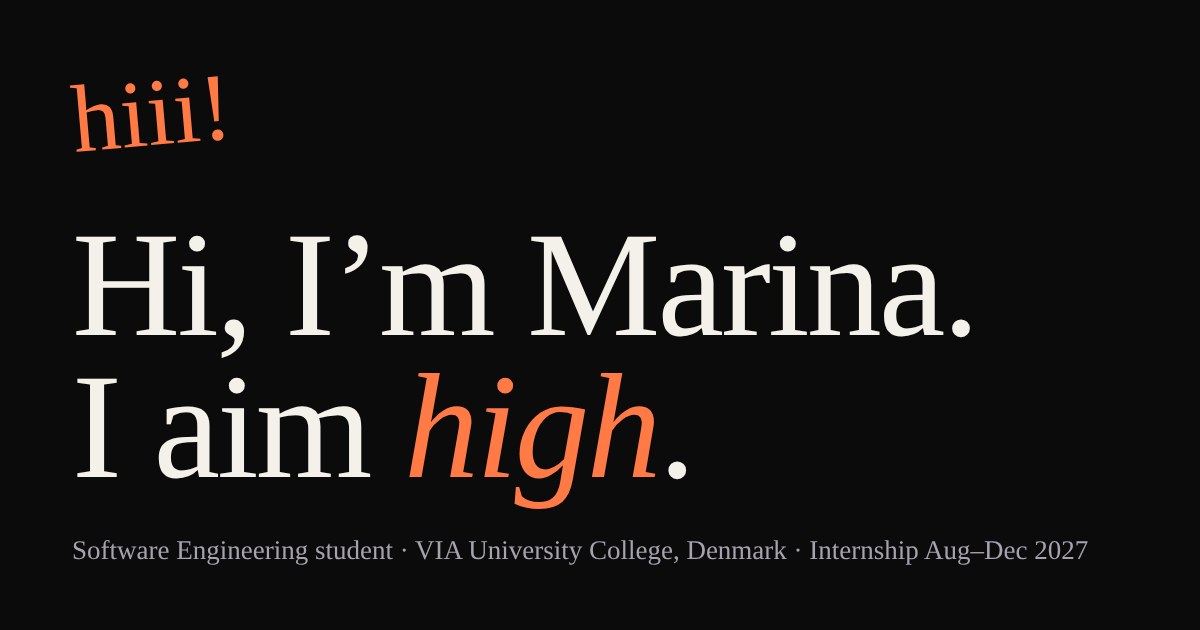 hiii!
Hi, I’m Marina.
I aim high.
Software Engineering student · VIA University College, Denmark · Internship Aug–Dec 2027